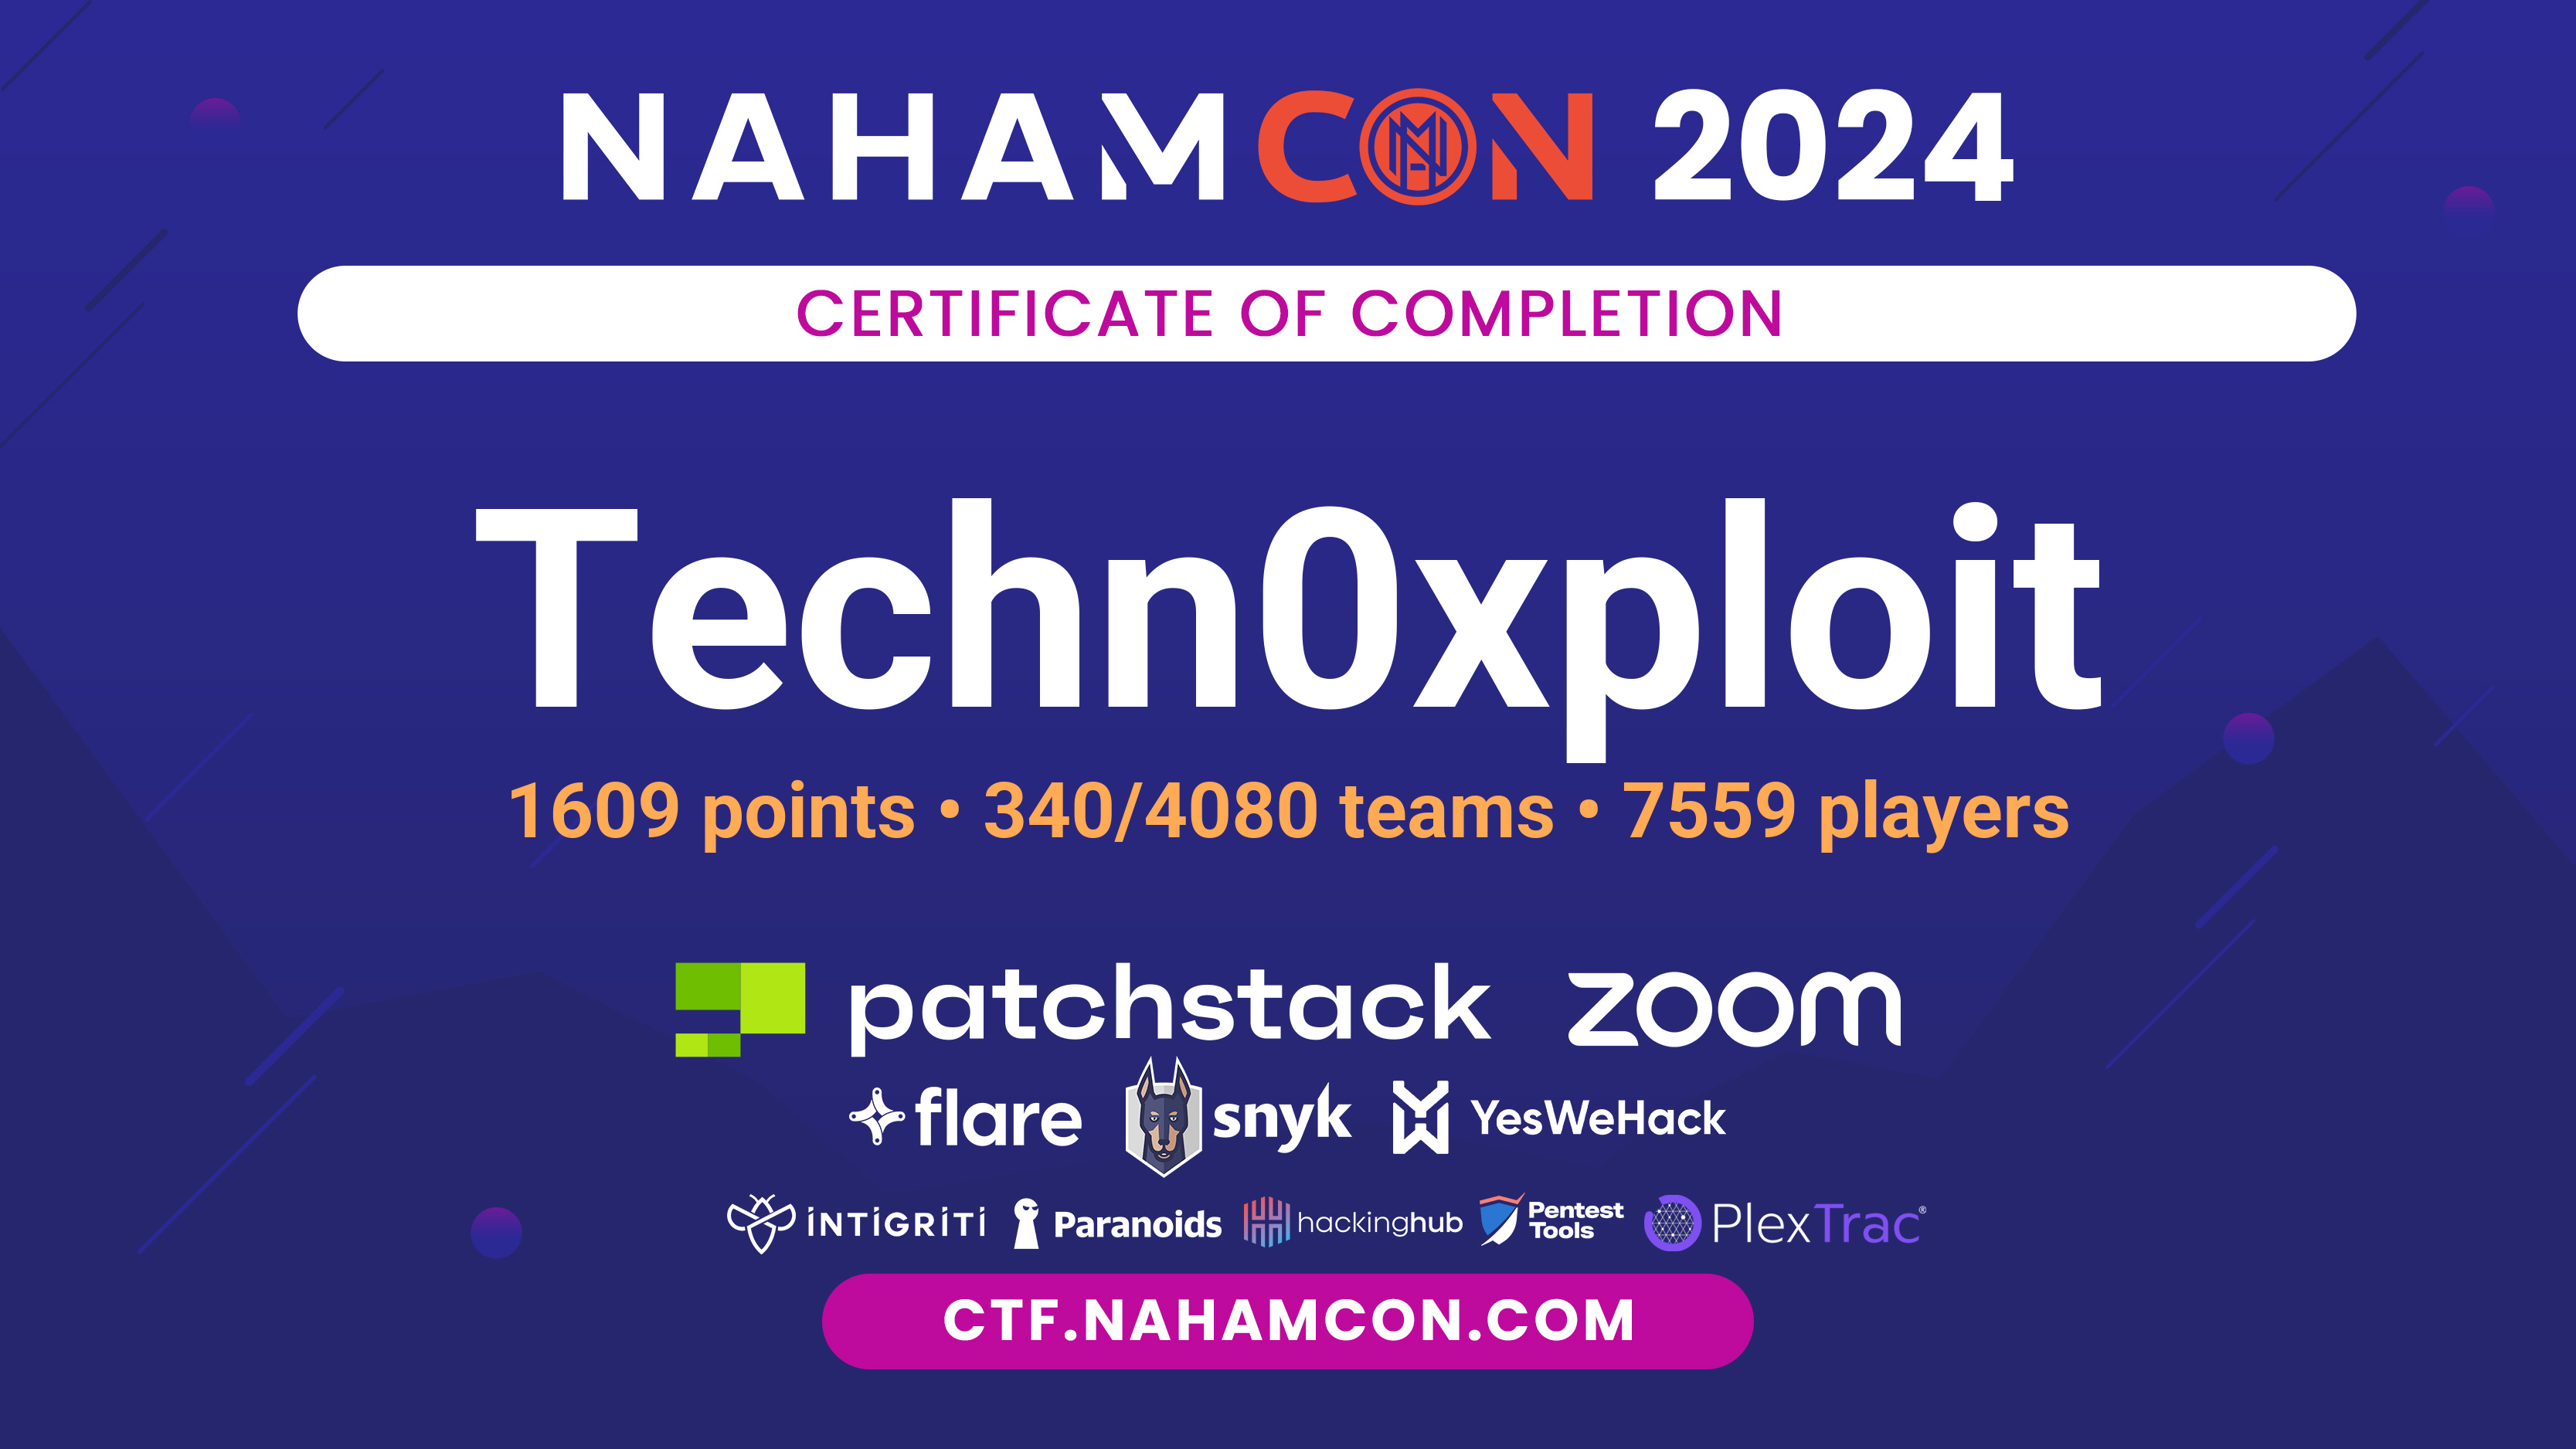 NAHAMCON 2024
CERTIFICATE OF COMPLETION
Techn0xploit
1609 points • 340/4080 teams • 7559 players
patchstack zoom
flare snyk YesWeHack
INTIGRITI Paranoids hackinghub Pentest Tools PlexTrac®
CTF.NAHAMCON.COM